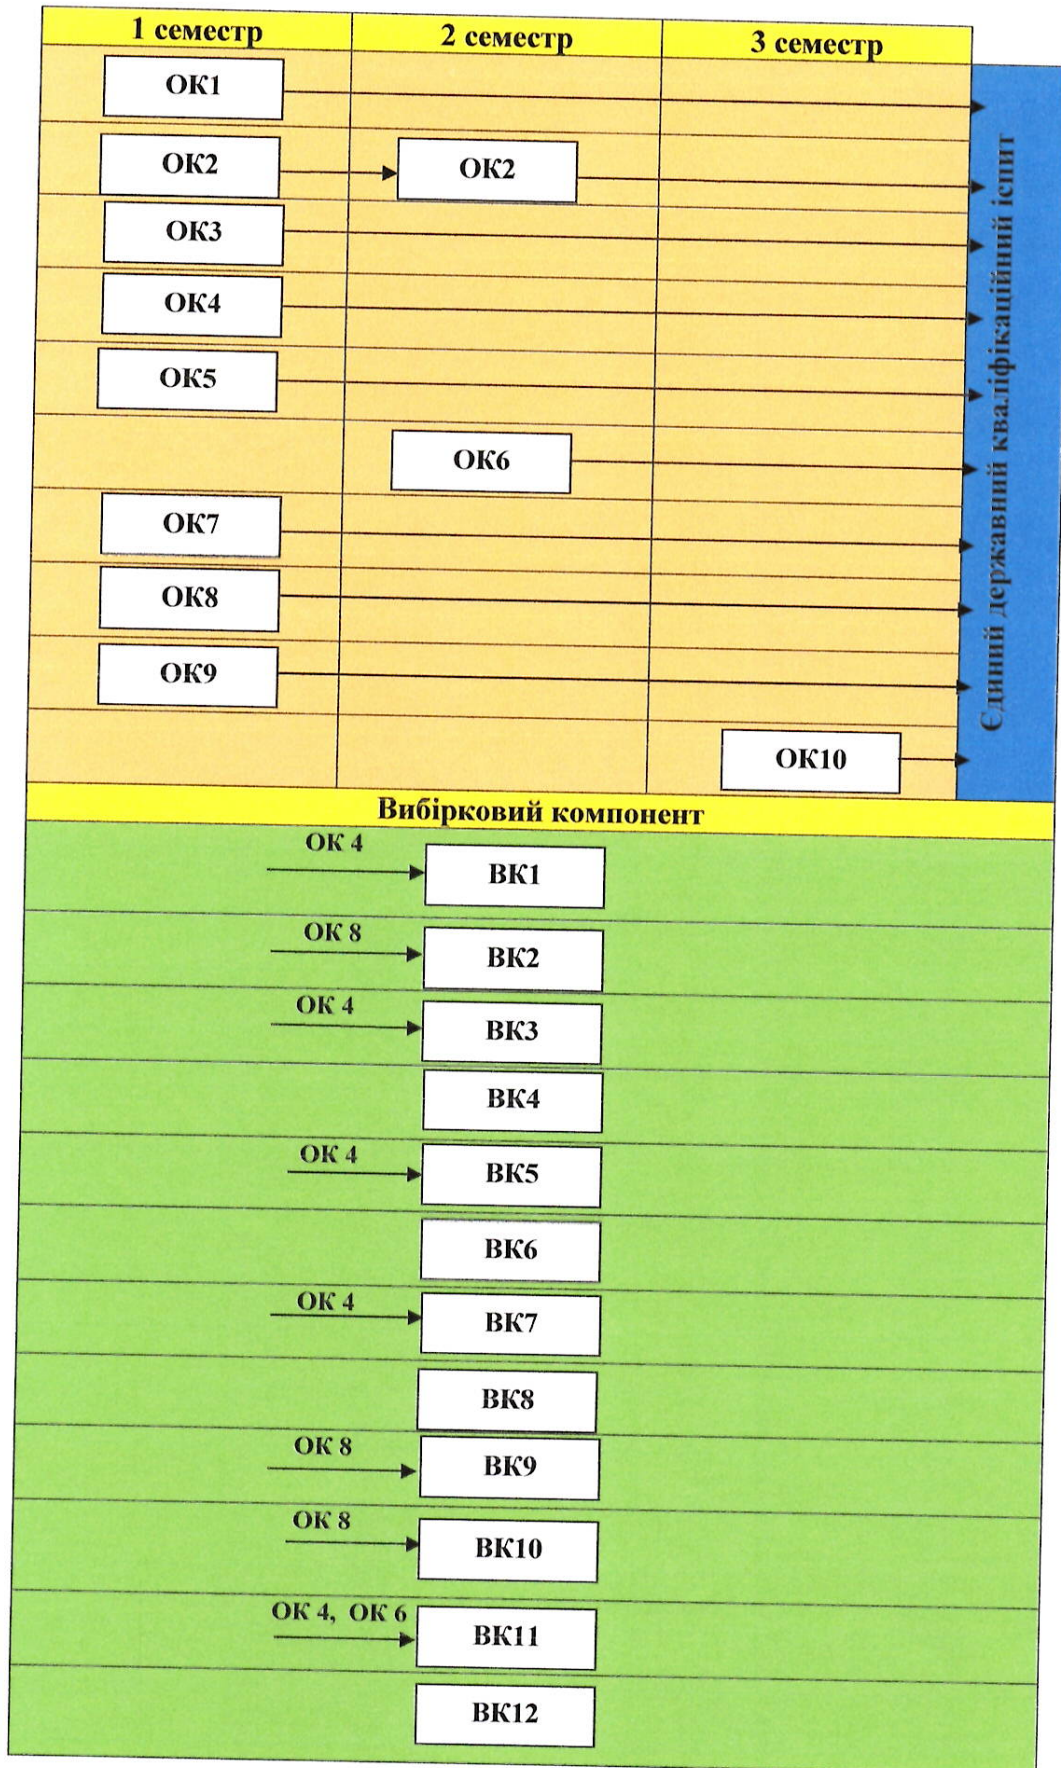 1 семестр 2 семестр 3 семестр
ОК1
ОК2 ОК2
ОК3
ОК4
ОК5
ОК6
ОК7
ОК8
ОК9
ОК10
Єдиний державний кваліфікаційний іспит
Вибірковий компонент
ОК 4
ВК1
ОК 8
ВК2
ОК 4
ВК3
ВК4
ОК 4
ВК5
ВК6
ОК 4
ВК7
ВК8
ОК 8
ВК9
ОК 8
ВК10
ОК 4, ОК 6
ВК11
ВК12